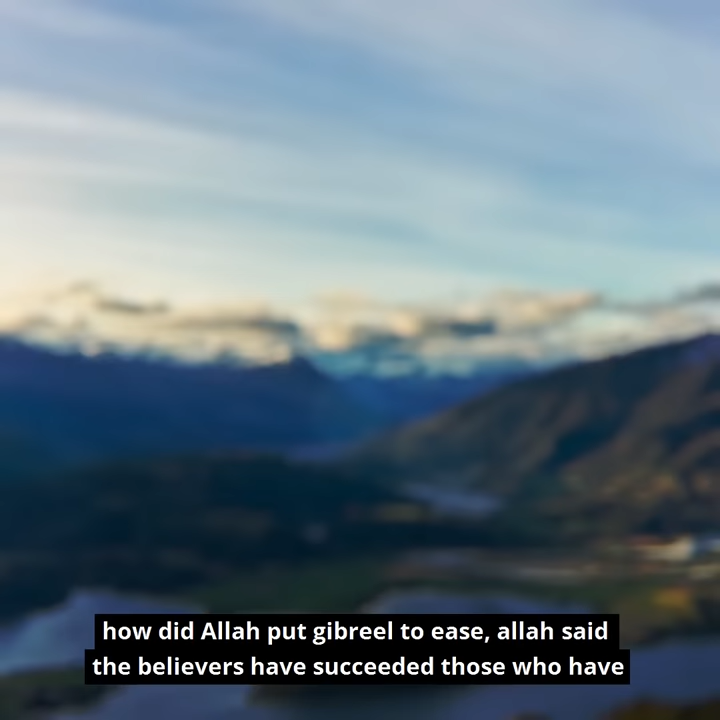 how did Allah put gibreel to ease, allah said
the believers have succeeded those who have